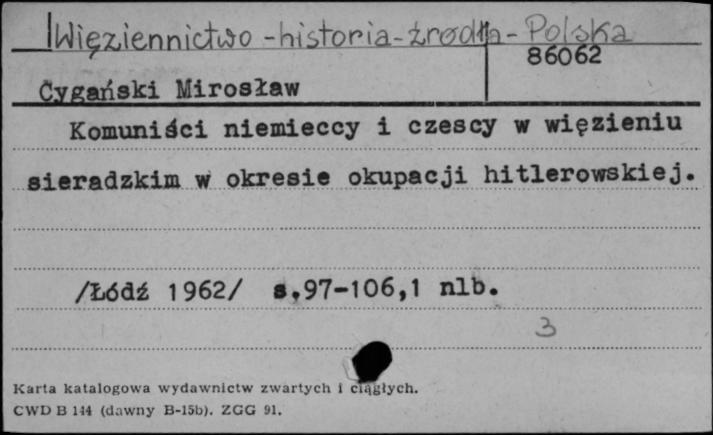 Więziennictwo - historia - źrodła - Polska
86062
Cygański Mirosław
Komuniści niemieccy i czescy w więzieniu
sieradzkim w okresie okupacji hitlerowskiej.
/Łódź 1962/ s.97-106,1 nlb.
3
Karta katalogowa wydawnictw zwartych i ciągłych.
CWD B 144 (dawny B-15b). ZGG 91.